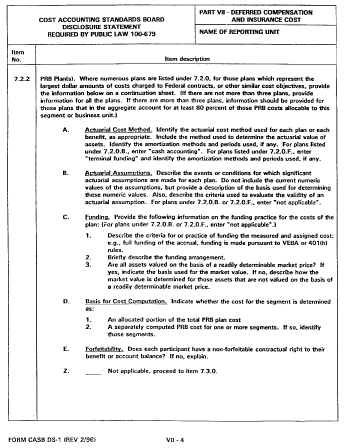 COST ACCOUNTING STANDARDS BOARD
DISCLOSURE STATEMENT
REQUIRED BY PUBLIC LAW 100-679
PART VII - DEFERRED COMPENSATION
AND INSURANCE COST
NAME OF REPORTING UNIT
Item
No.
Item description
7.2.2
PRB Plan(s). Where numerous plans are listed under 7.2.0, for those plans which represent the
largest dollar amounts of costs charged to Federal contracts, or other similar cost objectives, provide
the information below on a continuation sheet. (If there are not more than three plans, provide
information for all the plans. If there are more than three plans, information should be provided for
those plans that in the aggregate account for at least 80 percent of those PRB costs allocable to this
segment or business unit.)
A. Actuarial Cost Method. Identify the actuarial cost method used for each plan or each
benefit, as appropriate. Include the method used to determine the actuarial value of
assets. Identify the amortization methods and periods used, if any. For plans listed
under 7.2.0.B., enter "cash accounting". For plans listed under 7.2.0.F., enter
"terminal funding" and identify the amortization methods and periods used, if any.
B. Actuarial Assumptions. Describe the events or conditions for which significant
actuarial assumptions are made for each plan. Do not include the current numeric
values of the assumptions, but provide a description of the basis used for determining
these numeric values. Also, describe the criteria used to evaluate the validity of an
actuarial assumption. For plans under 7.2.0.B. or 7.2.0.F., enter "not applicable".
C. Funding. Provide the following information on the funding practice for the costs of the
plan: (For plans under 7.2.0.B. or 7.2.0.F., enter "not applicable".)
1. Describe the criteria for or practice of funding the measured and assigned cost;
e.g., full funding of the accrual, funding is made pursuant to VEBA or 401(h)
rules.
2. Briefly describe the funding arrangement.
3. Are all assets valued on the basis of a readily determinable market price? If
yes, indicate the basis used for the market value. If no, describe how the
market value is determined for those assets that are not valued on the basis of
a readily determinable market price.
D. Basis for Cost Computation. Indicate whether the cost for the segment is determined
as:
1. An allocated portion of the total PRB plan cost
2. A separately computed PRB cost for one or more segments. If so, identify
those segments.
E. Forfeitability. Does each participant have a non-forfeitable contractual right to their
benefit or account balance? If no, explain.
Z. ____ Not applicable, proceed to item 7.3.0.
FORM CASB DS-1 (REV 2/96)
VII - 4